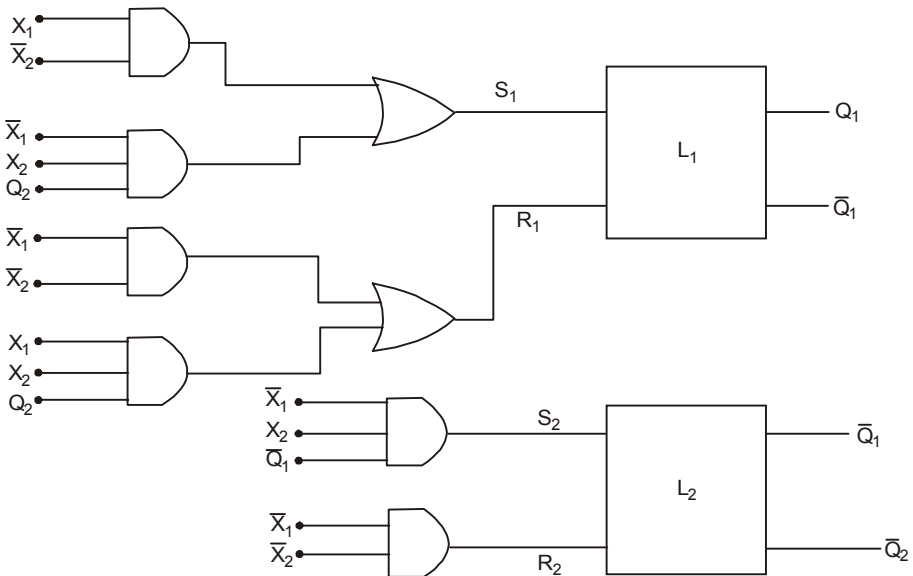 X₁
X̅₂
X̅₁
X₂
Q₂
X̅₁
X̅₂
X₁
X₂
Q₂
S₁
R₁
L₁
Q₁
Q̅₁
X̅₁
X₂
Q̅₁
X̅₁
X̅₂
S₂
R₂
L₂
Q̅₁
Q̅₂